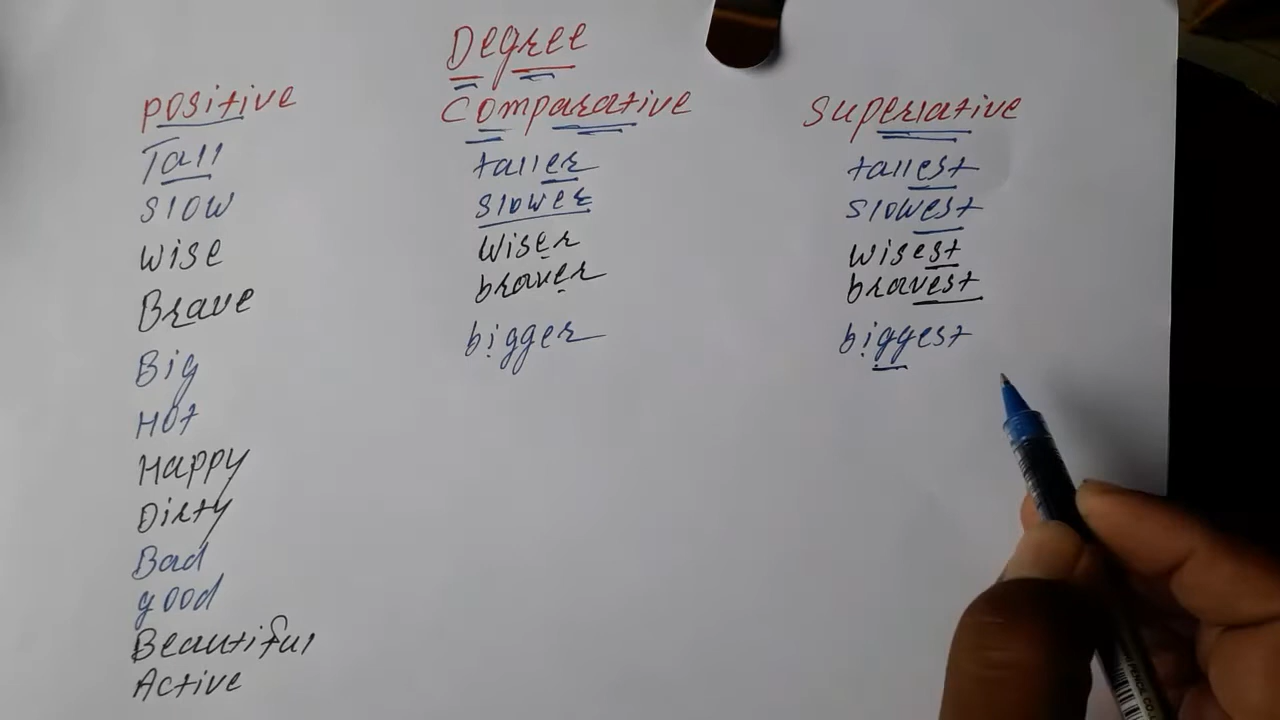 Degree
Positive Comparative Superlative
Tall taller tallest
Slow Slower Slowest
Wise Wiser wisest
Brave braver bravest
Big bigger biggest
Hot
Happy
Dirty
Bad
good
Beautiful
Active